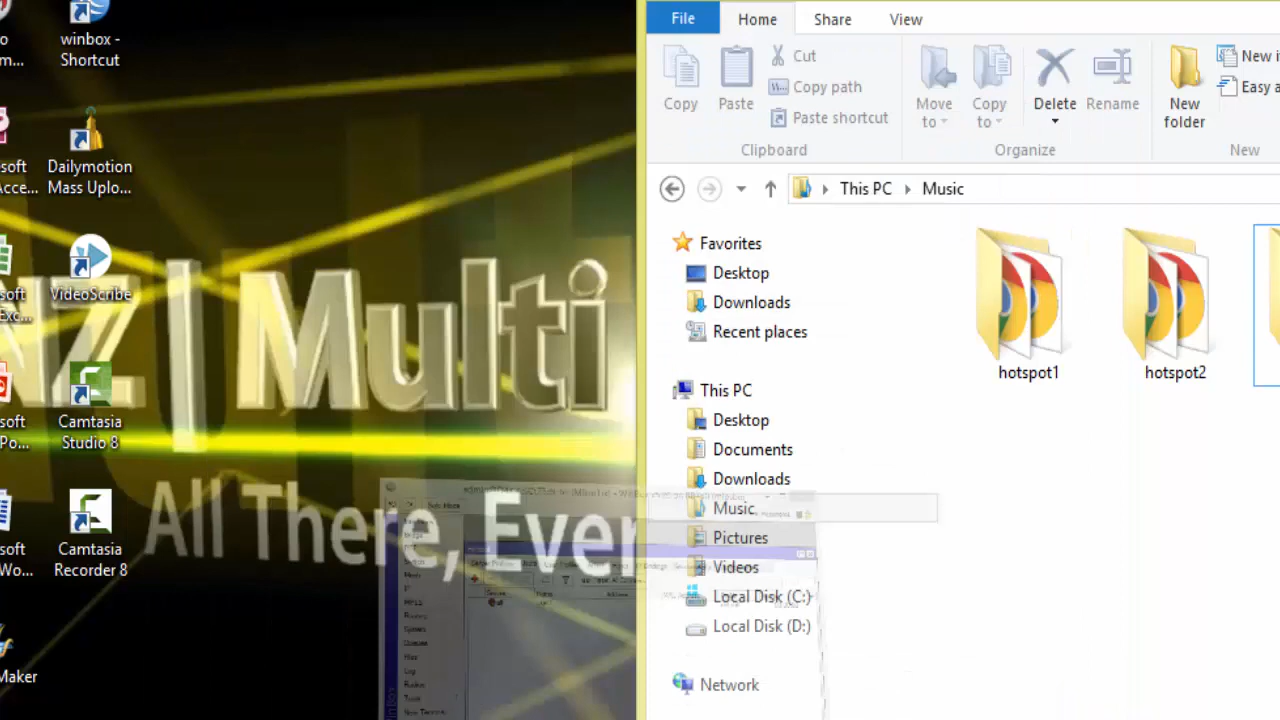 winbox -
Shortcut
Dailymotion
Mass Uplo...
soft
Acce...
VideoScribe
soft
Exc...
Camtasia
Studio 8
soft
Po...
Camtasia
Recorder 8
soft
Wo...
Maker
NZ| Multi
All There, Ever
File
Home
Share
View
Copy
Paste
Cut
Copy path
Paste shortcut
Move
to
Copy
to
Delete
Rename
New
folder
New i
Easy a
Clipboard
Organize
New
This PC
Music
Favorites
Desktop
Downloads
Recent places
This PC
Desktop
Documents
Downloads
Music
Pictures
Videos
Local Disk (C:)
Local Disk (D:)
Network
hotspot1
hotspot2